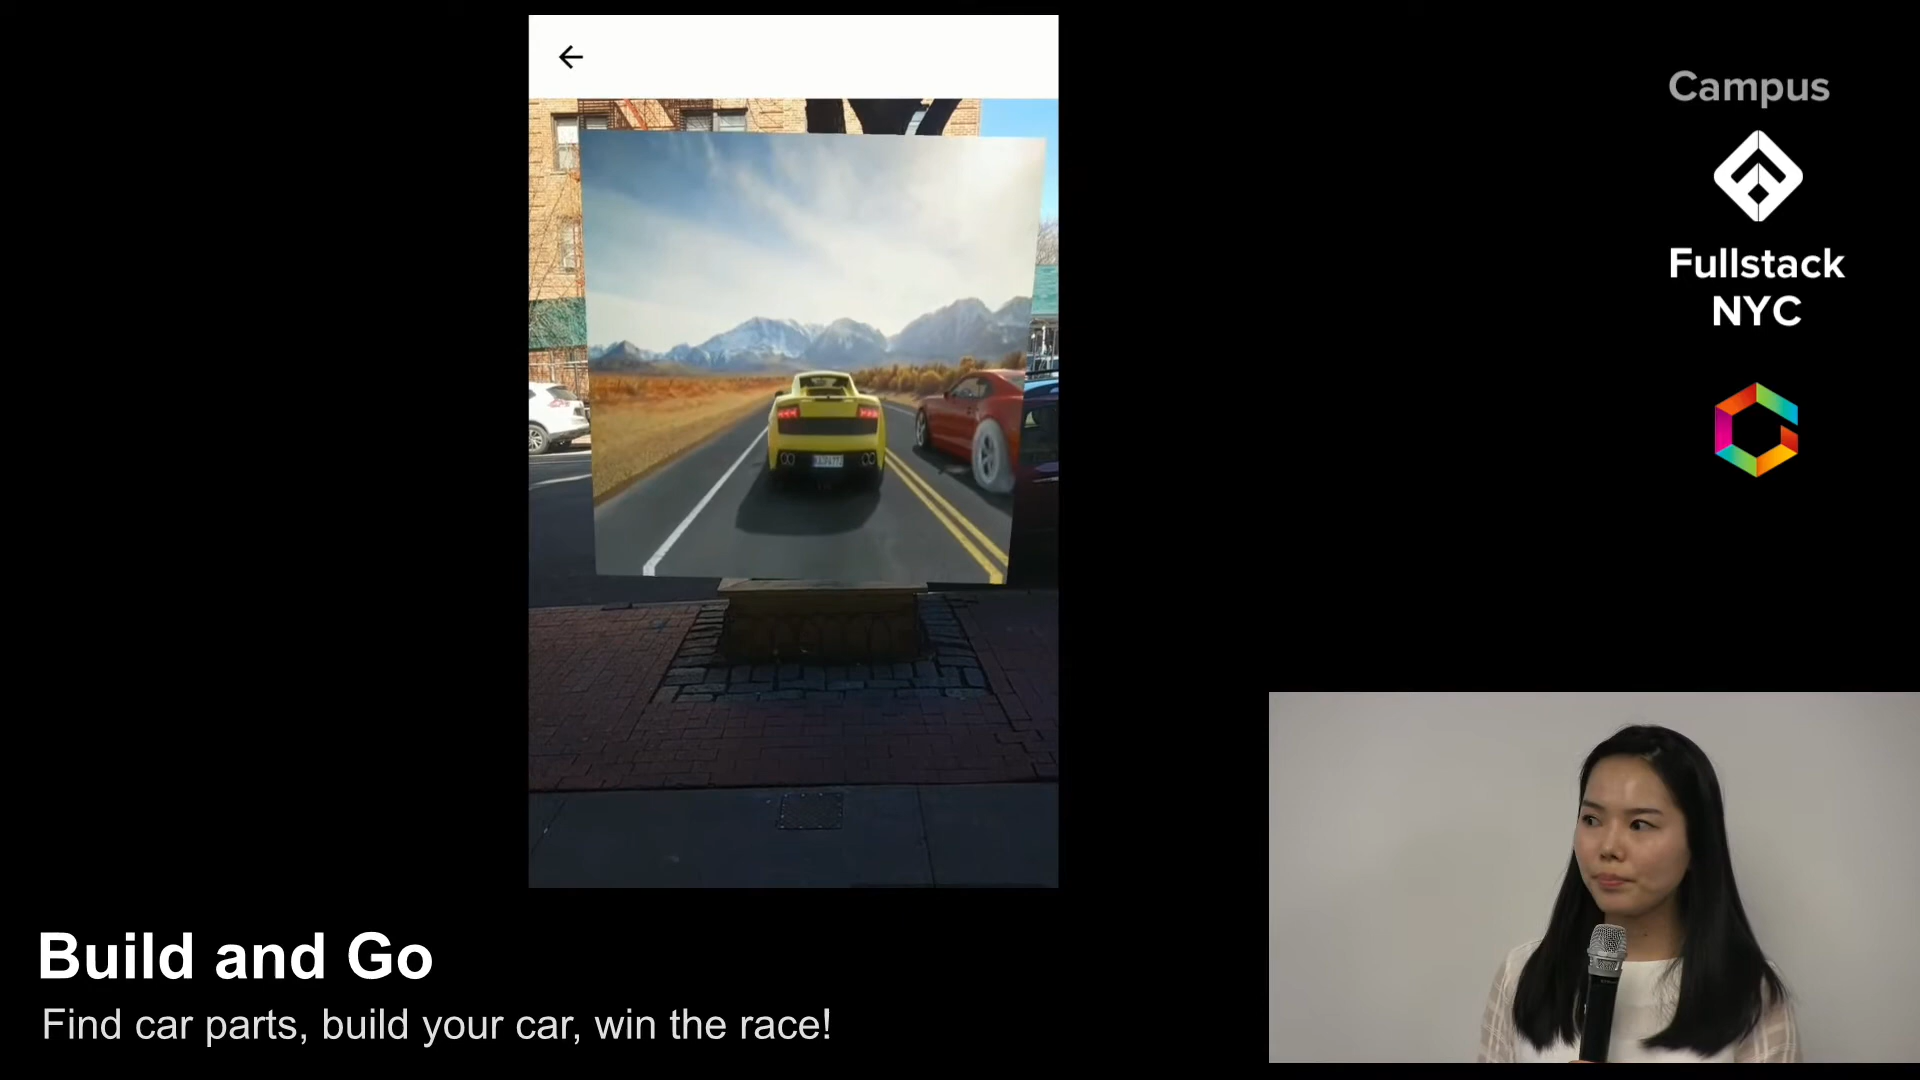 Campus
Fullstack
NYC
Build and Go
Find car parts, build your car, win the race!